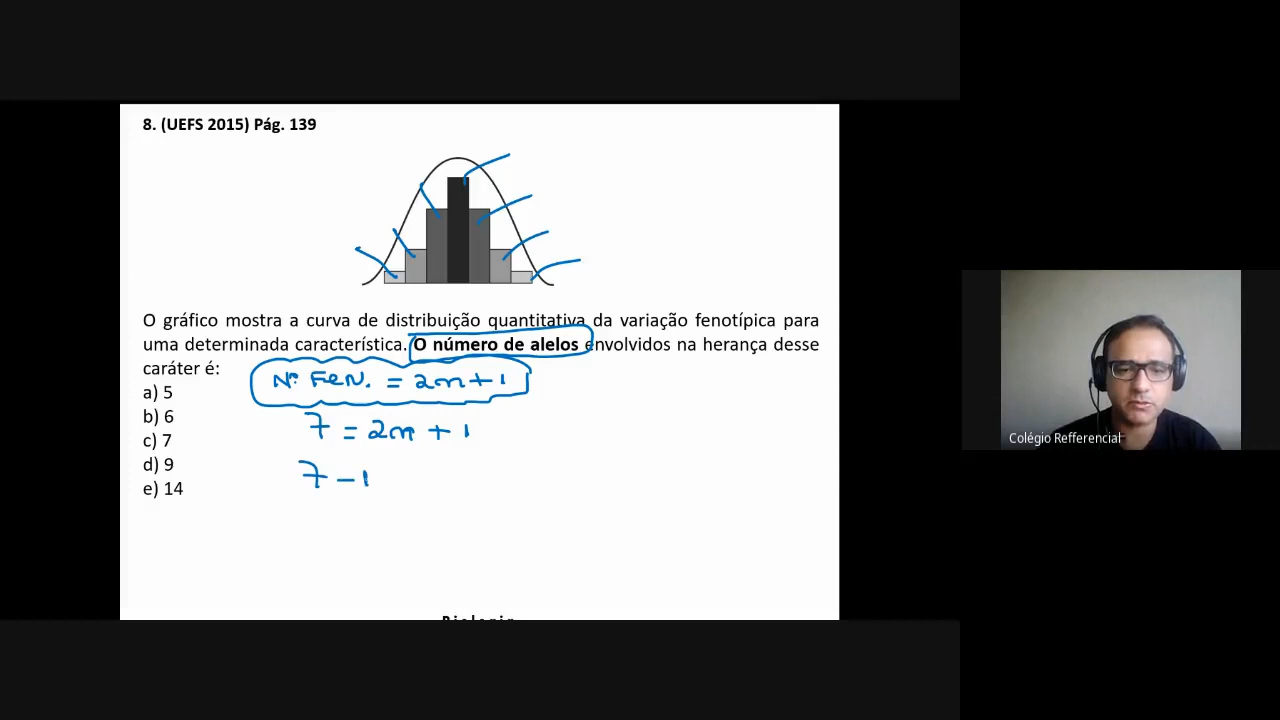 8. (UEFS 2015) Pág. 139
O gráfico mostra a curva de distribuição quantitativa da variação fenotípica para
uma determinada característica. O número de alelos envolvidos na herança desse
caráter é:
Nº FEN. = 2n+1
a) 5
b) 6
7 = 2n + 1
c) 7
d) 9
7 - 1
e) 14
Colégio Refferencial
Biologia